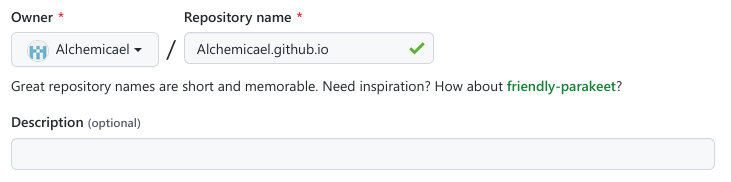 Owner * Repository name *
Alchemicael / Alchemicael.github.io
Great repository names are short and memorable. Need inspiration? How about friendly-parakeet?
Description (optional)